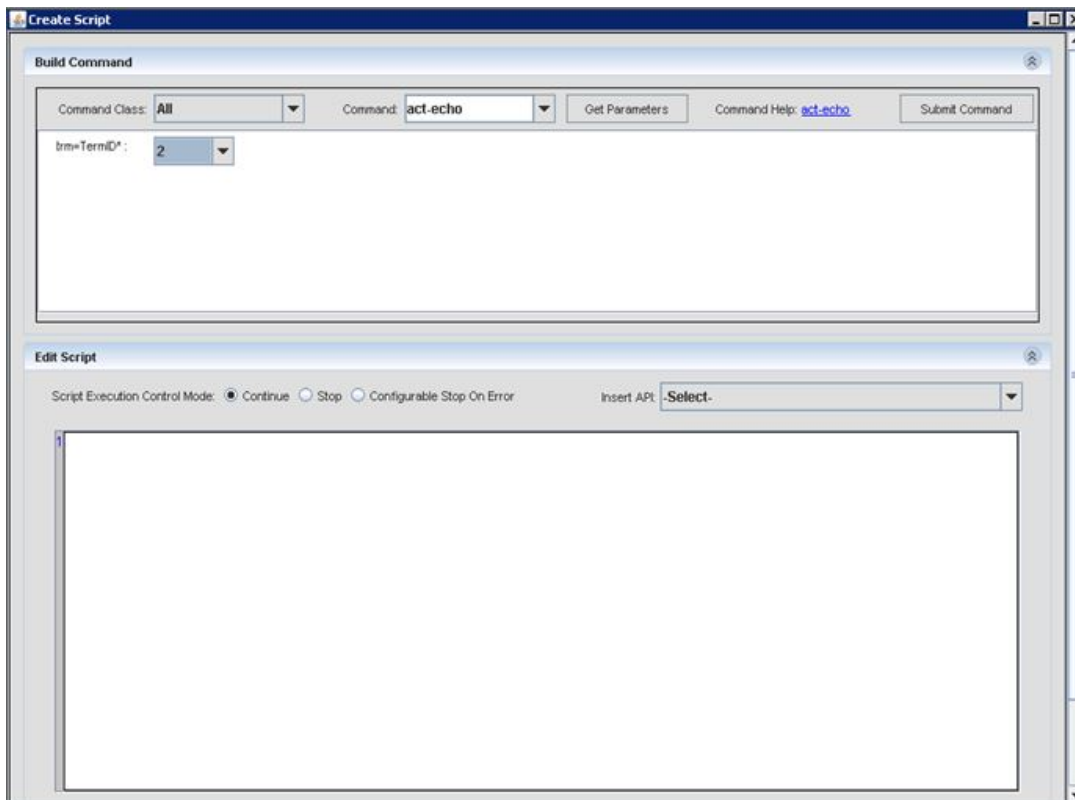 Create Script
Build Command
Command Class: All Command: act-echo Get Parameters Command Help: act-echo Submit Command
trm=TermID* : 2
Edit Script
Script Execution Control Mode: Continue Stop Configurable Stop On Error Insert API: -Select-
1